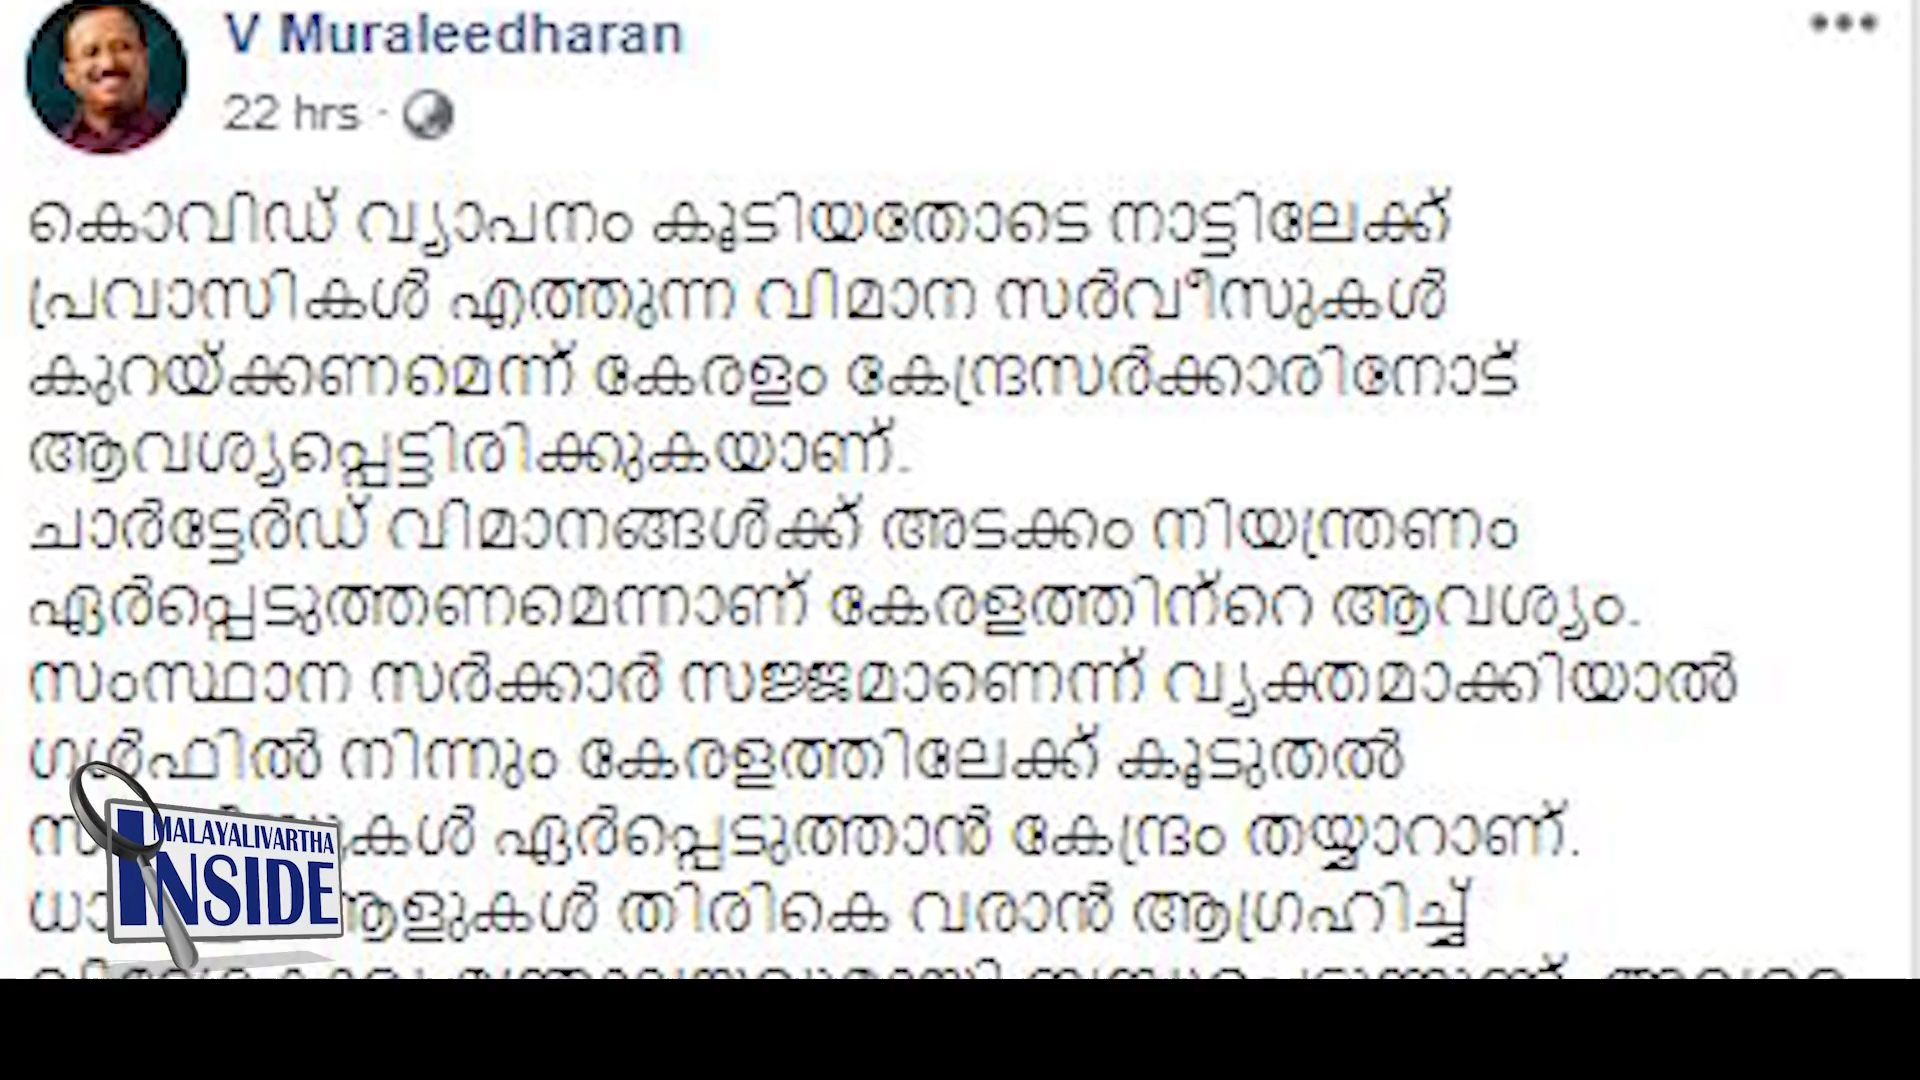 V Muraleedharan
22 hrs ·
കൊവിഡ് വ്യാപനം കൂടിയതോടെ നാട്ടിലേക്ക്
പ്രവാസികൾ എത്തുന്ന വിമാന സർവീസുകൾ
കുറയ്ക്കണമെന്ന് കേരളം കേന്ദ്രസർക്കാരിനോട്
ആവശ്യപ്പെട്ടിരിക്കുകയാണ്.
ചാർട്ടേർഡ് വിമാനങ്ങൾക്ക് അടക്കം നിയന്ത്രണം
ഏർപ്പെടുത്തണമെന്നാണ് കേരളത്തിന്റെ ആവശ്യം.
സംസ്ഥാന സർക്കാർ സജ്ജമാണെന്ന് വ്യക്തമാക്കിയാൽ
ഗൾഫിൽ നിന്നും കേരളത്തിലേക്ക് കൂടുതൽ
ഏർപ്പെടുത്താൻ കേന്ദ്രം തയ്യാറാണ്.
ആളുകൾ തിരികെ വരാൻ ആഗ്രഹിച്ച്
MALAYALIVARTHA
INSIDE